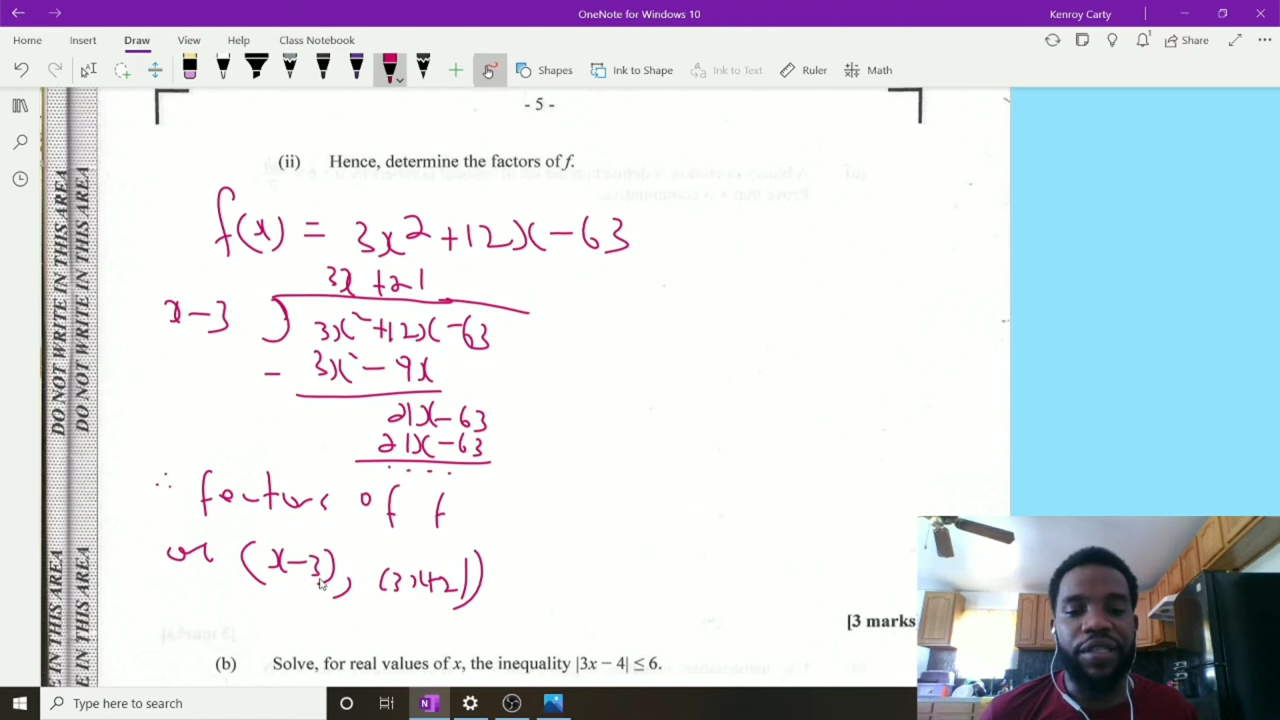 OneNote for Windows 10
Kenroy Carty
Home Insert Draw View Help Class Notebook
Share
Shapes Ink to Shape Ink to Text Ruler Math
- 5 -
DO NOT WRITE IN THIS AREA
DO NOT WRITE IN THIS AREA
(ii) Hence, determine the factors of f.
f(x) = 3x² + 12x - 63
3x + 21
x - 3 ) 3x² + 12x - 63
- 3x² - 9x
21x - 63
21x - 63
. . . .
∴ factors of f
(x-3), (3x+21)
[3 marks
(b) Solve, for real values of x, the inequality |3x − 4| ≤ 6.
Type here to search